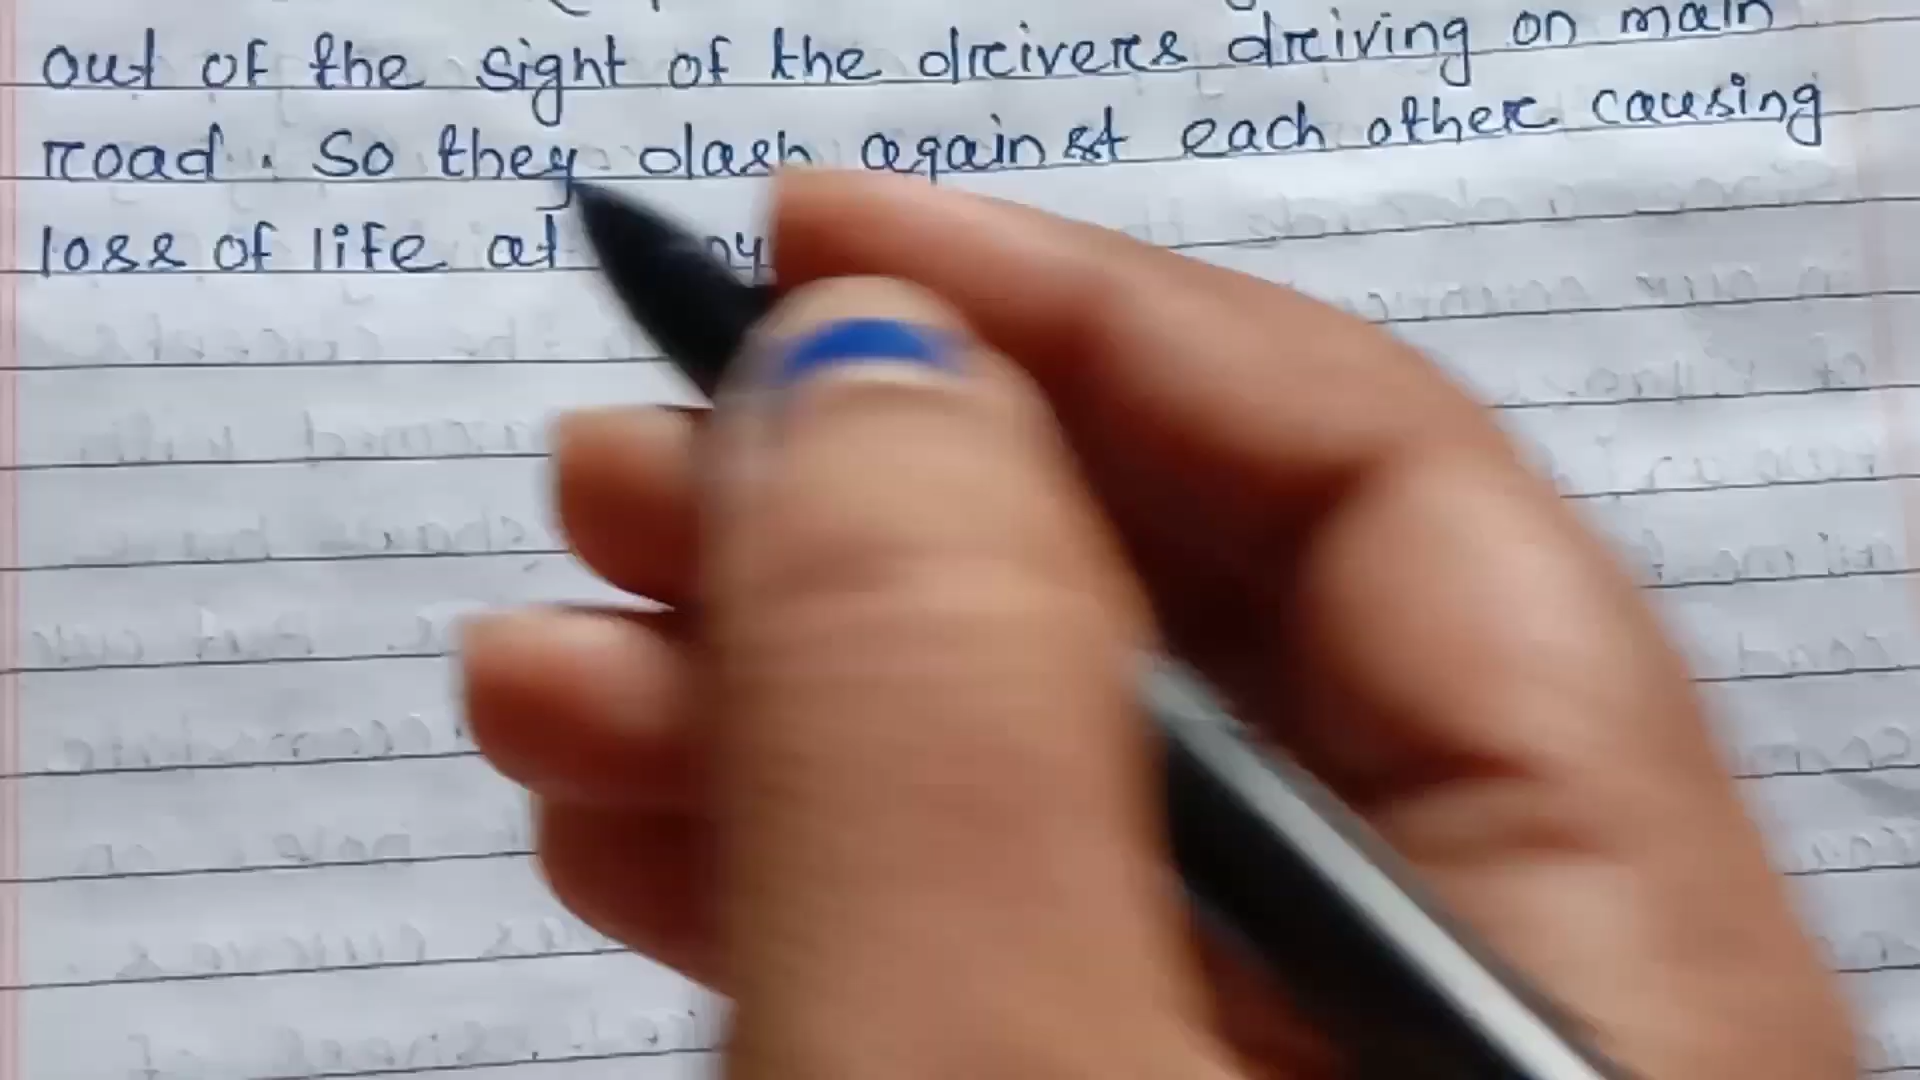 out of the sight of the drivers driving on main
road. So they dash against each other causing
loss of life at